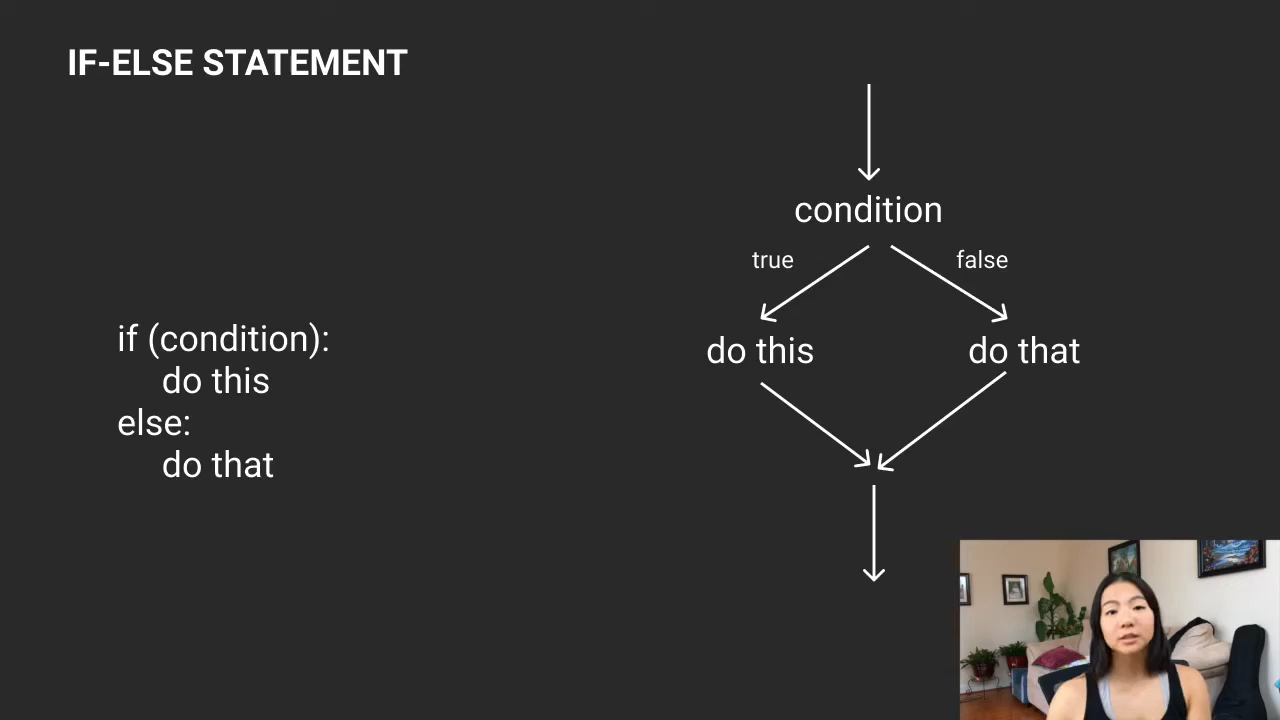 IF-ELSE STATEMENT
if (condition):
do this
else:
do that
condition
true
false
do this
do that